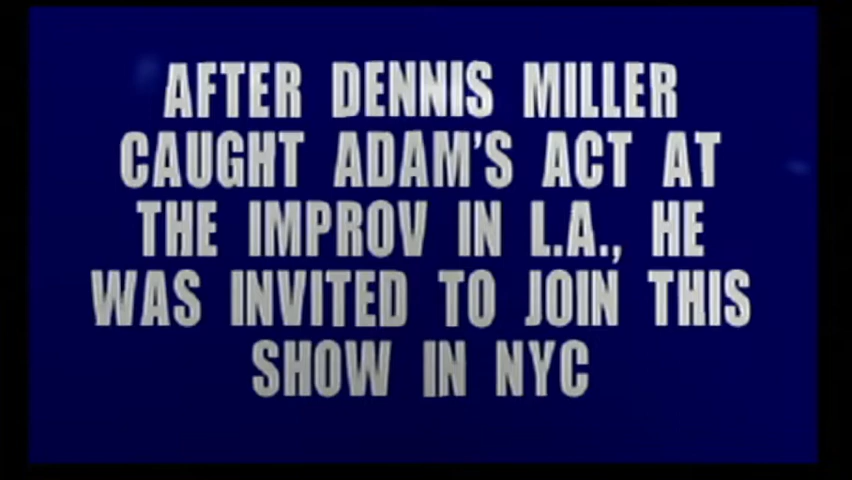 AFTER DENNIS MILLER
CAUGHT ADAM'S ACT AT
THE IMPROV IN L.A., HE
WAS INVITED TO JOIN THIS
SHOW IN NYC